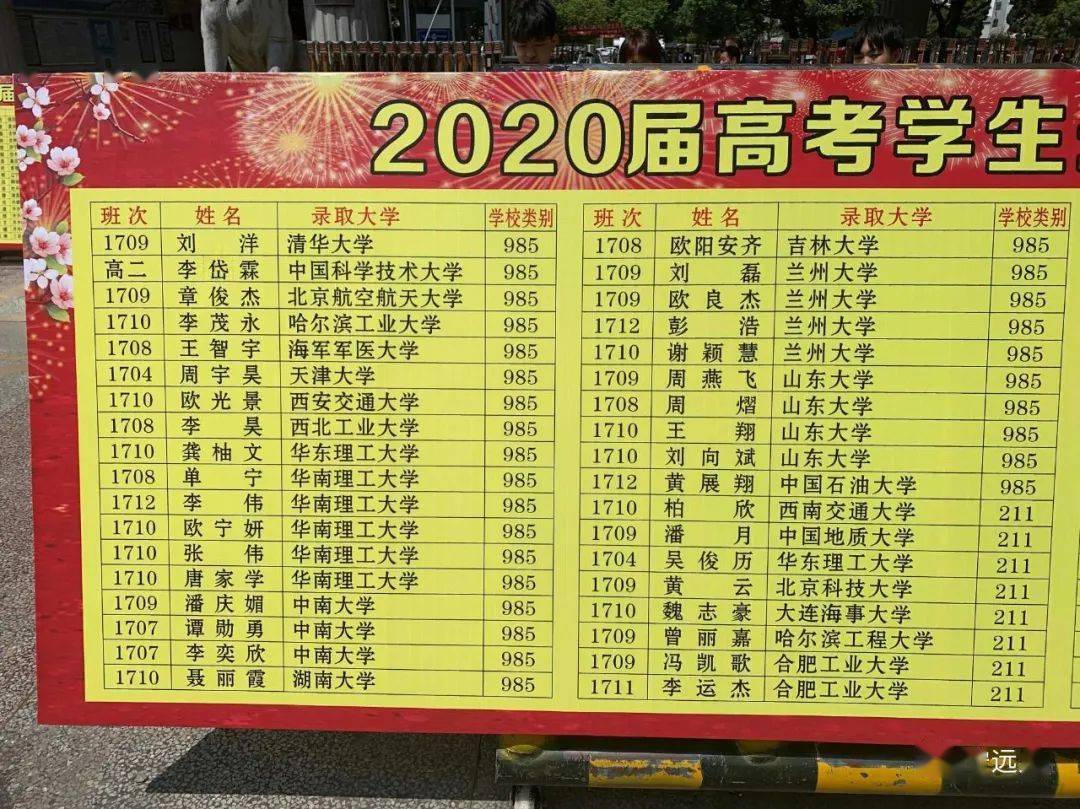 2020届高考学生
班次 姓名 录取大学 学校类别
1709 刘洋 清华大学 985
高二 李岱霖 中国科学技术大学 985
1709 章俊杰 北京航空航天大学 985
1710 李茂永 哈尔滨工业大学 985
1708 王智宇 海军军医大学 985
1704 周宇昊 天津大学 985
1710 欧光景 西安交通大学 985
1708 李昊 西北工业大学 985
1710 龚柚文 华东理工大学 985
1708 单宁 华南理工大学 985
1712 李伟 华南理工大学 985
1710 欧宁妍 华南理工大学 985
1710 张伟 华南理工大学 985
1710 唐家学 华南理工大学 985
1709 潘庆媚 中南大学 985
1707 谭勋勇 中南大学 985
1707 李奕欣 中南大学 985
1710 聂丽霞 湖南大学 985
班次 姓名 录取大学 学校类别
1708 欧阳安齐 吉林大学 985
1709 刘磊 兰州大学 985
1709 欧良杰 兰州大学 985
1712 彭浩 兰州大学 985
1710 谢颖慧 兰州大学 985
1709 周燕飞 山东大学 985
1708 周熠 山东大学 985
1710 王翔 山东大学 985
1710 刘向斌 山东大学 985
1712 黄展翔 中国石油大学 985
1710 柏欣 西南交通大学 211
1709 潘月 中国地质大学 211
1704 吴俊历 华东理工大学 211
1709 黄云 北京科技大学 211
1710 魏志豪 大连海事大学 211
1709 曾丽嘉 哈尔滨工程大学 211
1709 冯凯歌 合肥工业大学 211
1711 李运杰 合肥工业大学 211
届
远